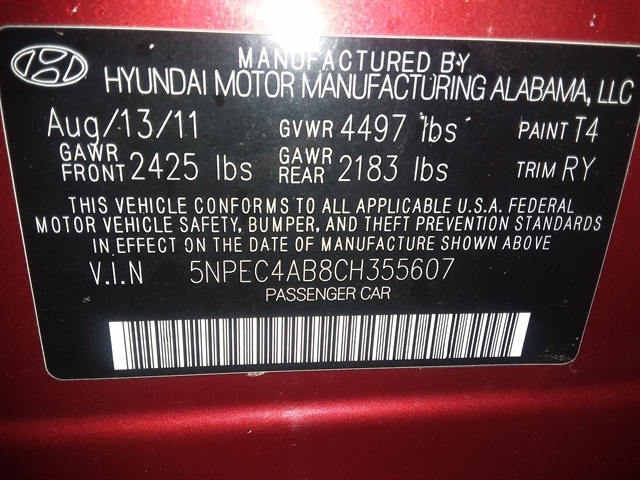 MANUFACTURED BY
HYUNDAI MOTOR MANUFACTURING ALABAMA, LLC
Aug/13/11 GVWR 4497 lbs PAINT T4
GAWR FRONT 2425 lbs GAWR REAR 2183 lbs TRIM RY
THIS VEHICLE CONFORMS TO ALL APPLICABLE U.S.A. FEDERAL
MOTOR VEHICLE SAFETY, BUMPER, AND THEFT PREVENTION STANDARDS
IN EFFECT ON THE DATE OF MANUFACTURE SHOWN ABOVE
V.I.N 5NPEC4AB8CH355607
PASSENGER CAR